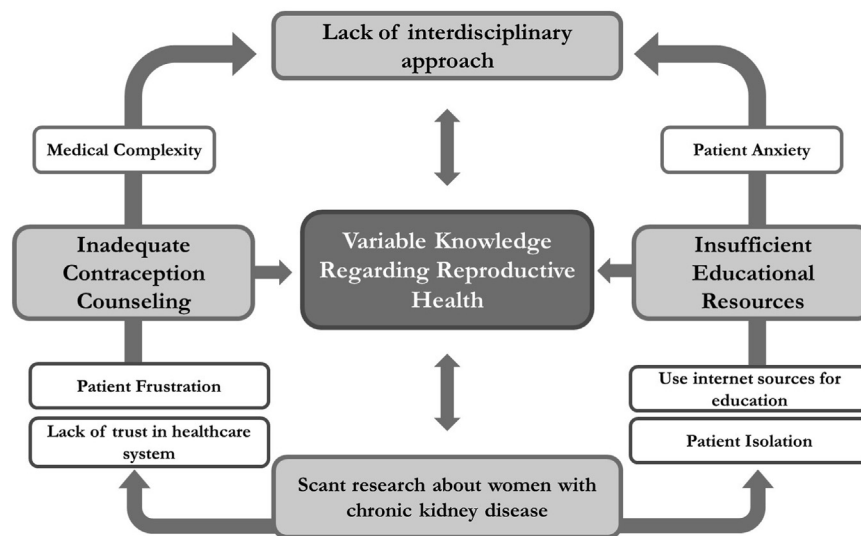 Lack of interdisciplinary
approach
Medical Complexity
Patient Anxiety
Inadequate
Contraception
Counseling
Variable Knowledge
Regarding Reproductive
Health
Insufficient
Educational
Resources
Patient Frustration
Lack of trust in healthcare
system
Use internet sources for
education
Patient Isolation
Scant research about women with
chronic kidney disease